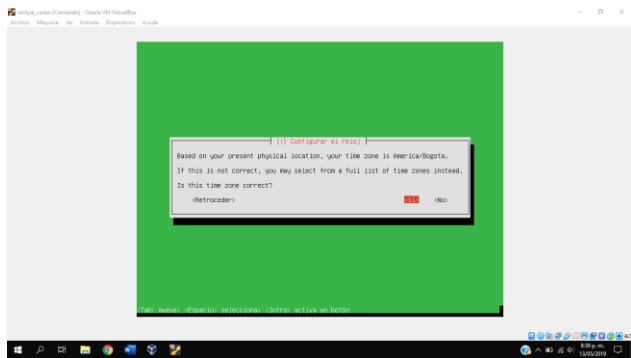 zentyal_carlos [Corriendo] - Oracle VM VirtualBox
Archivo Máquina Ver Entrada Dispositivos Ayuda
[!] Configurar el reloj
Based on your present physical location, your time zone is America/Bogota.
If this is not correct, you may select from a full list of time zones instead.
Is this time zone correct?
<Retroceder> <Sí> <No>
<Tab> mueve; <Espacio> selecciona; <Intro> activa un botón
8:39 p. m.
13/05/2019